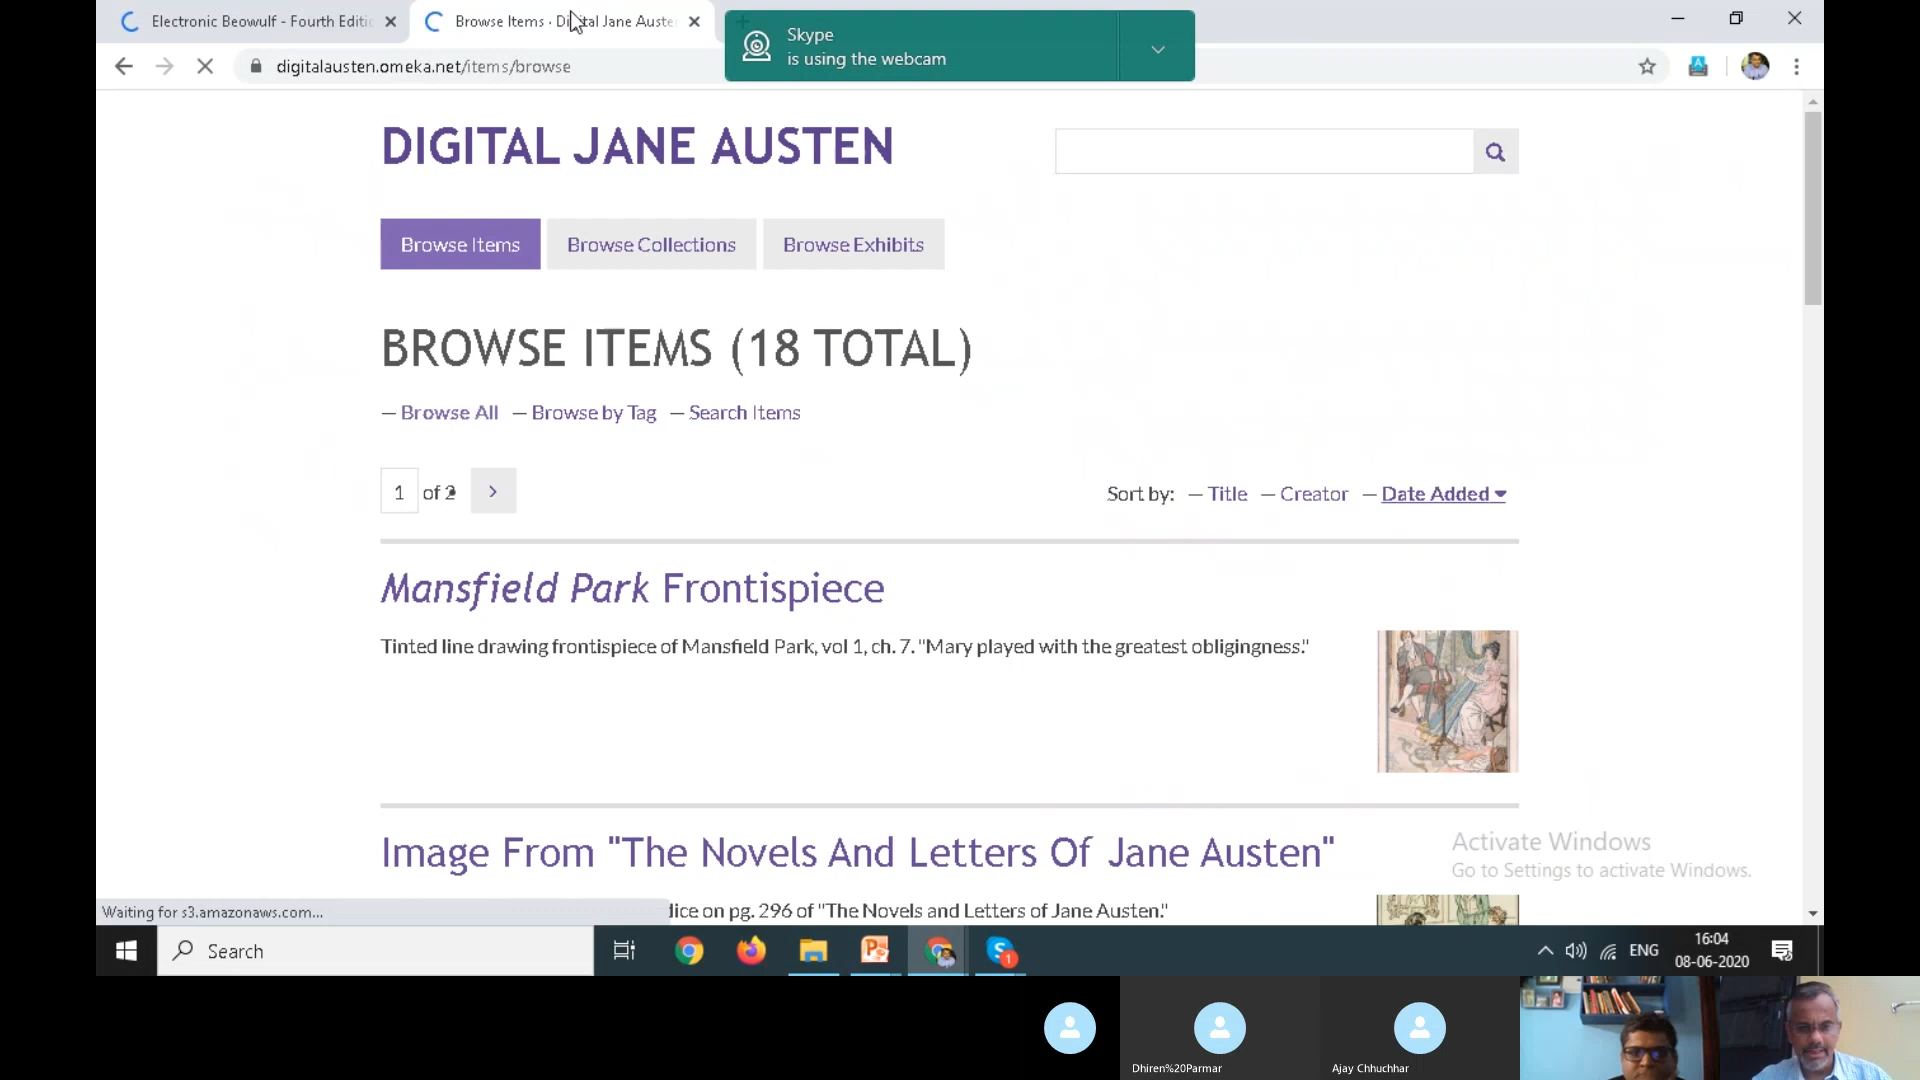 Electronic Beowulf - Fourth Editi
Browse Items · Digital Jane Auste
Skype
is using the webcam
digitalausten.omeka.net/items/browse
DIGITAL JANE AUSTEN
Browse Items
Browse Collections
Browse Exhibits
BROWSE ITEMS (18 TOTAL)
— Browse All — Browse by Tag — Search Items
1 of 2
Sort by: — Title — Creator — Date Added
Mansfield Park Frontispiece
Tinted line drawing frontispiece of Mansfield Park, vol 1, ch. 7. "Mary played with the greatest obligingness."
Image From "The Novels And Letters Of Jane Austen"
Activate Windows
Go to Settings to activate Windows.
Waiting for s3.amazonaws.com...
dice on pg. 296 of "The Novels and Letters of Jane Austen."
Search
1
ENG
16:04
08-06-2020
Dhiren%20Parmar
Ajay Chhuchhar